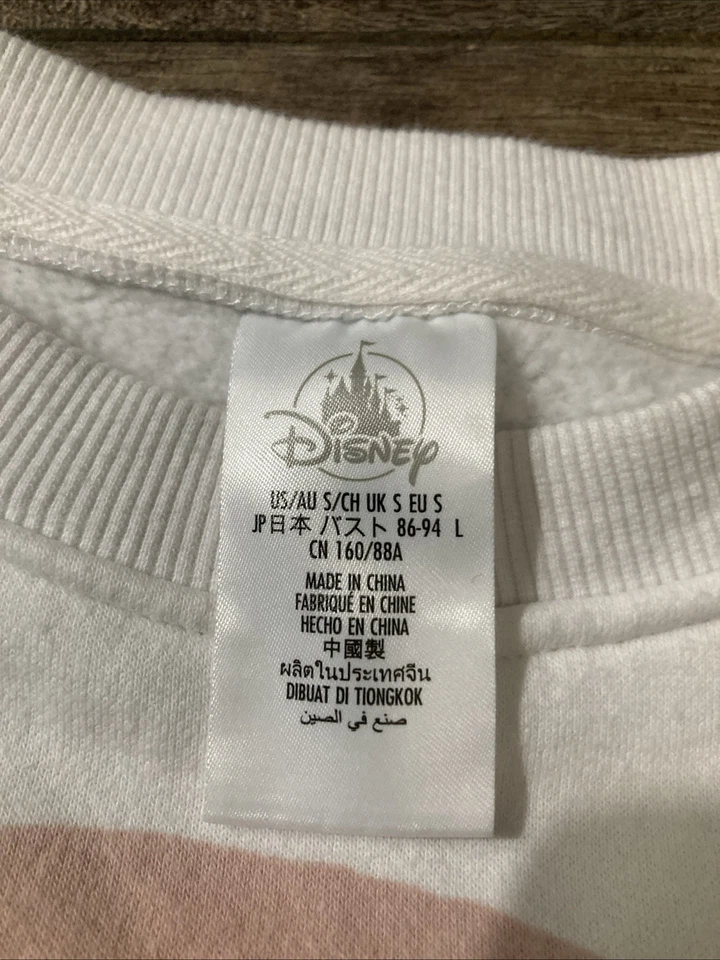 Disney
US/AU S/CH UK S EU S
JP日本 バスト 86-94 L
CN 160/88A
MADE IN CHINA
FABRIQUÉ EN CHINE
HECHO EN CHINA
中國製
ผลิตในประเทศจีน
DIBUAT DI TIONGKOK
صنع في الصين